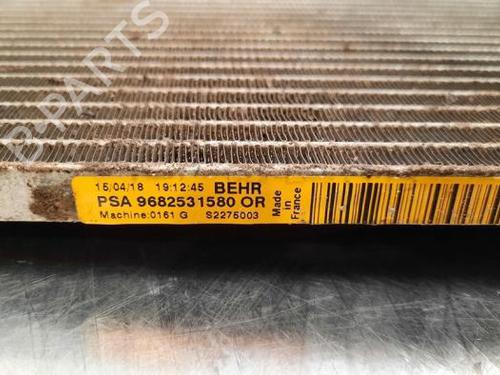 B-PARTS
15/04/18 19:12:45 BEHR
PSA 9682531580 OR
Machine:0161 G S2275003
Made
in
France